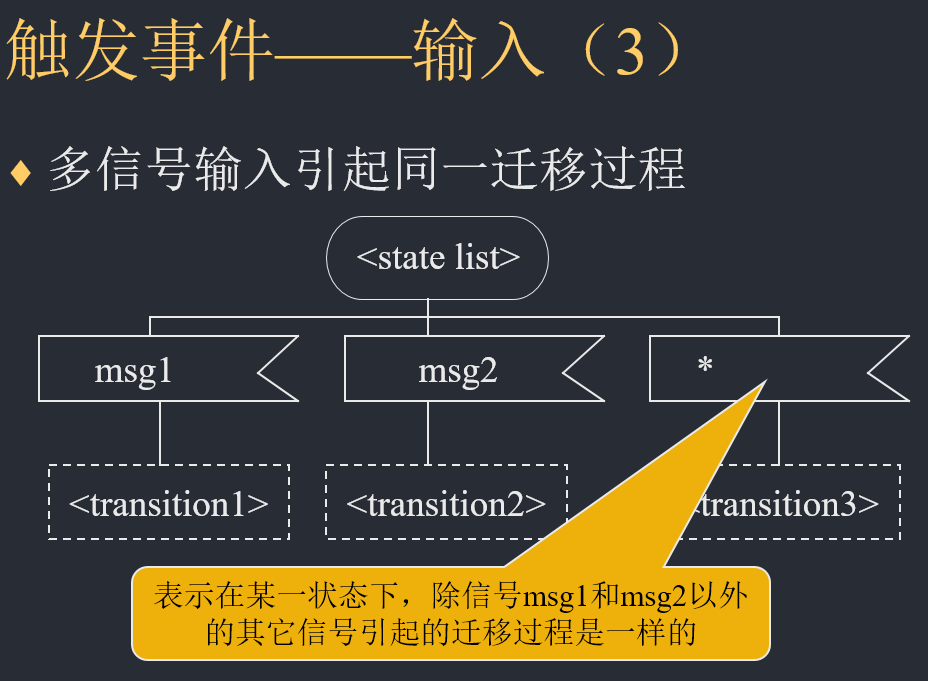 触发事件——输入（3）
多信号输入引起同一迁移过程
<state list>
msg1
msg2
*
<transition1>
<transition2>
<transition3>
表示在某一状态下，除信号msg1和msg2以外
的其它信号引起的迁移过程是一样的